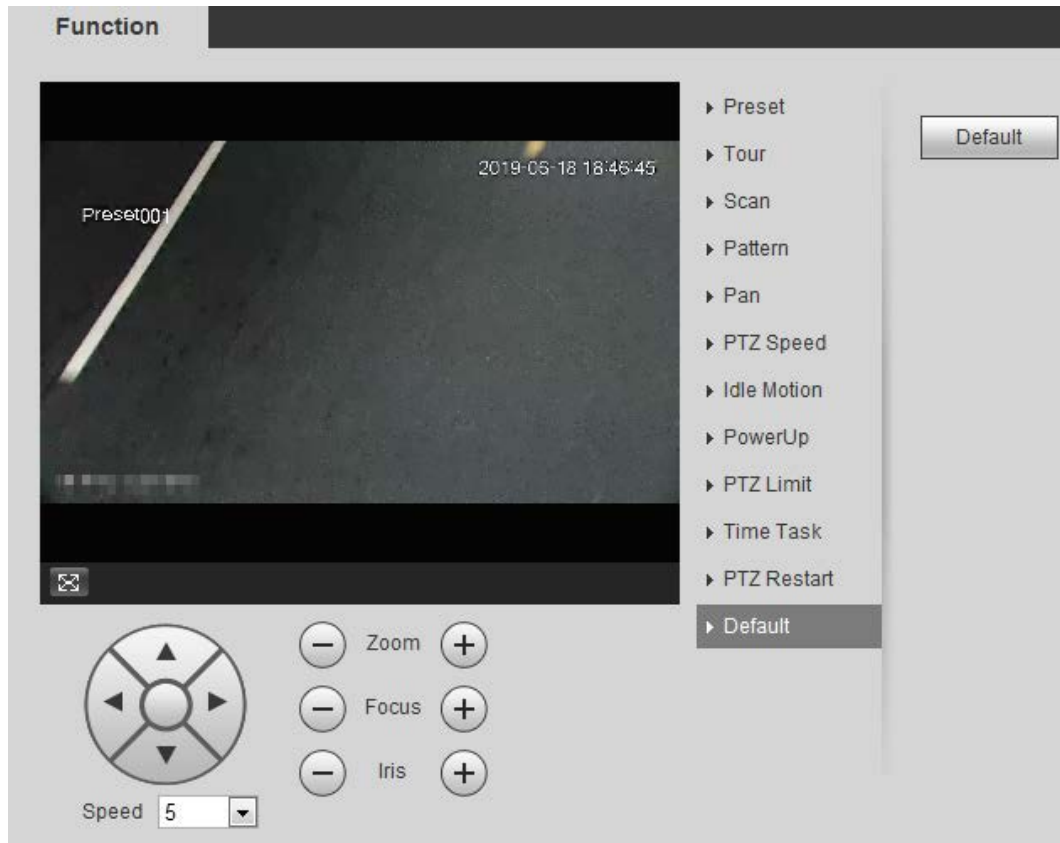 Function
2019-06-18 18:46:45
Preset001
Preset
Tour
Scan
Pattern
Pan
PTZ Speed
Idle Motion
PowerUp
PTZ Limit
Time Task
PTZ Restart
Default
Default
Zoom
Focus
Iris
Speed 5